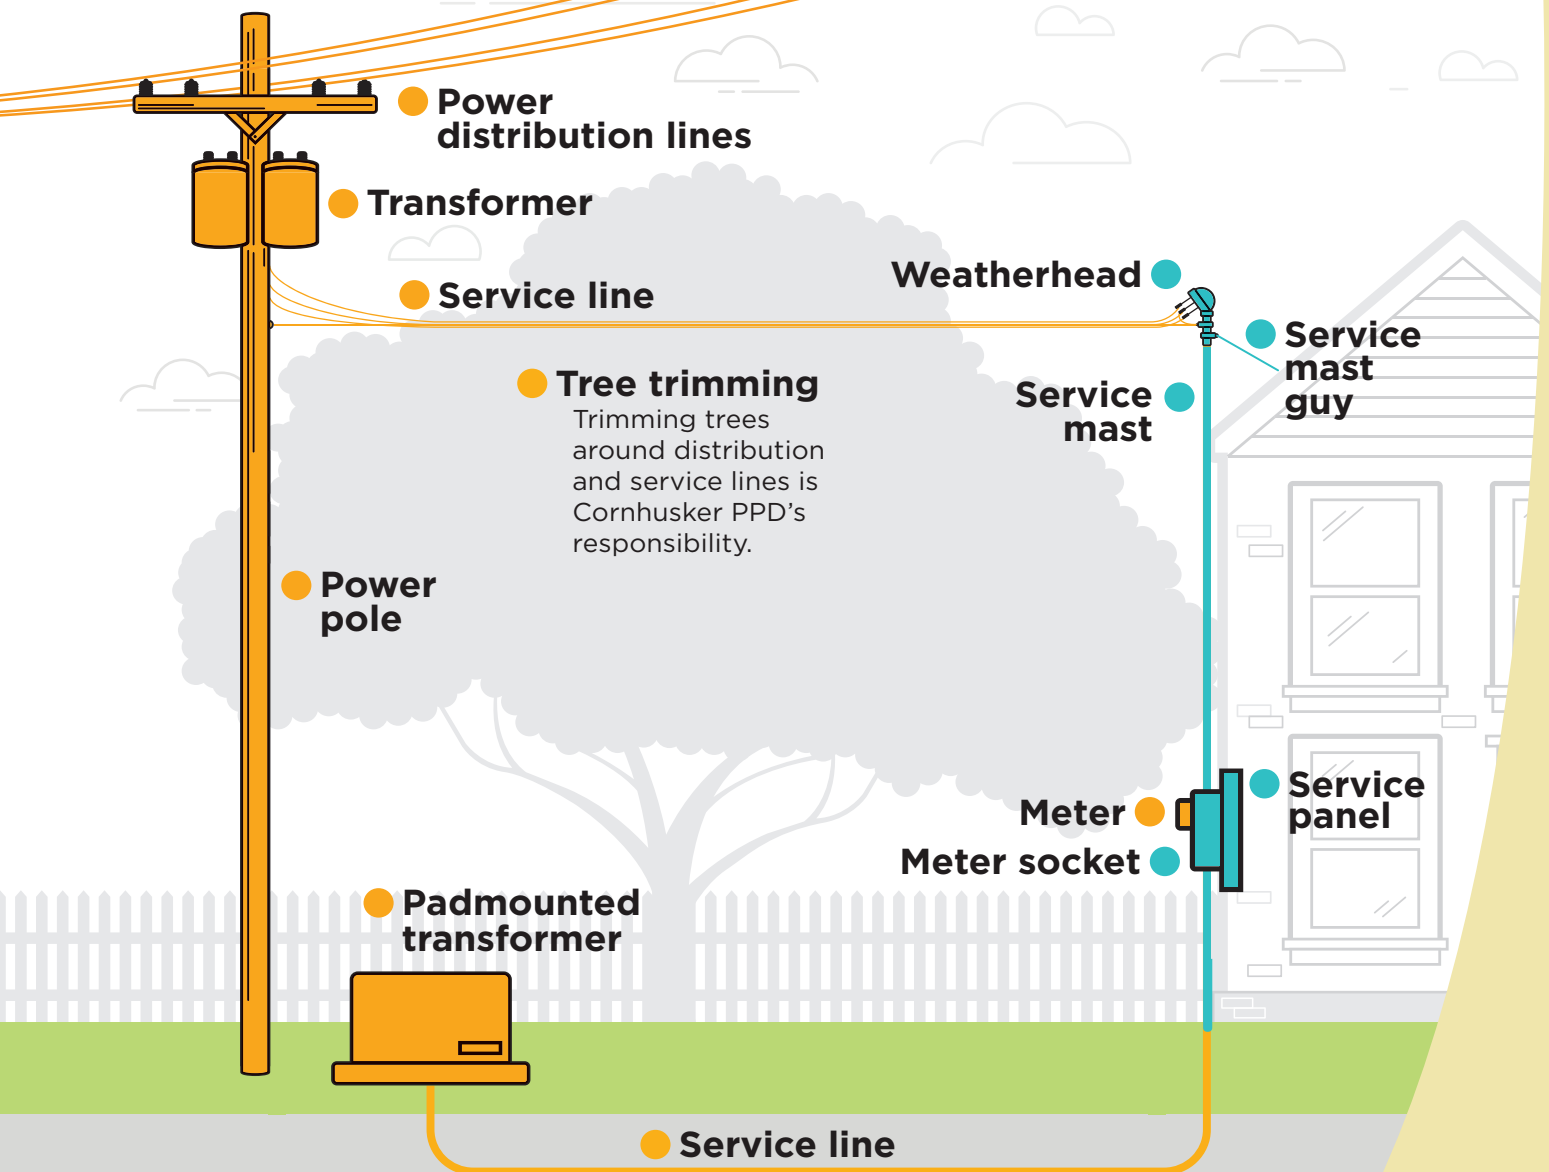 Power
distribution lines
Transformer
Service line
Weatherhead
Service
mast
guy
Tree trimming
Trimming trees
around distribution
and service lines is
Cornhusker PPD’s
responsibility.
Service
mast
Power
pole
Service
panel
Meter
Meter socket
Padmounted
transformer
Service line